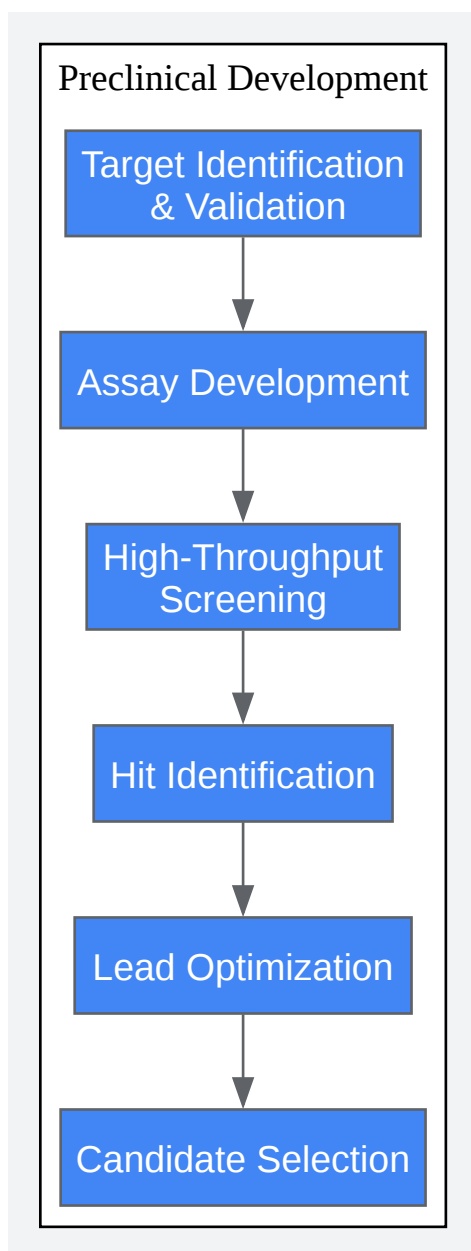 Preclinical Development
Target Identification
& Validation
Assay Development
High-Throughput
Screening
Hit Identification
Lead Optimization
Candidate Selection